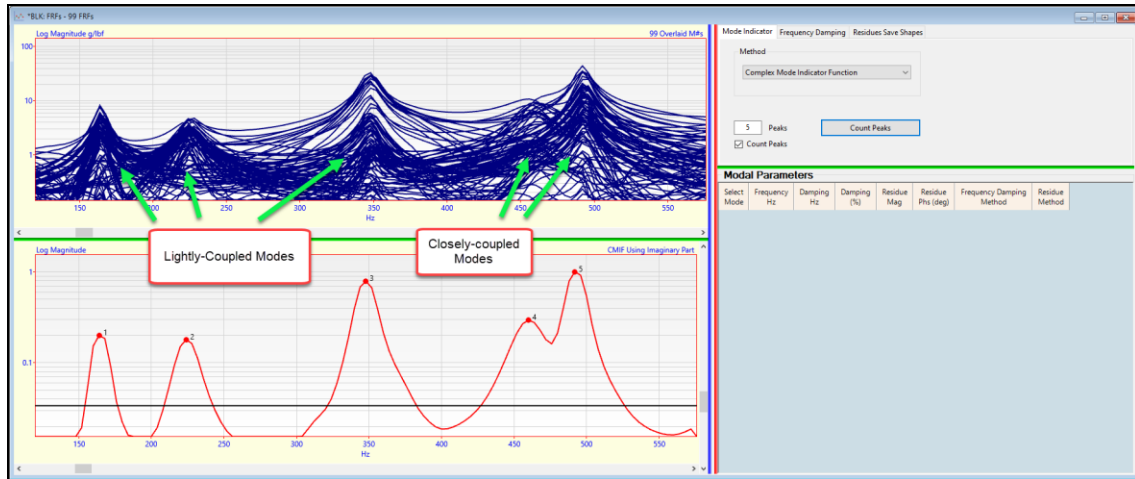 *BLK: FRFs - 99 FRFs
Log Magnitude g/lbf
99 Overlaid M#s
100
10
1
150 200 250 300 350 400 450 500 550
Hz
Lightly-Coupled Modes
Closely-coupled
Modes
Log Magnitude
CMIF Using Imaginary Part
1
0.1
1
2
3
4
5
150 200 250 300 350 400 450 500 550
Hz
Mode Indicator Frequency Damping Residues Save Shapes
Method
Complex Mode Indicator Function
5 Peaks Count Peaks
Count Peaks
Modal Parameters
Select Frequency Damping Damping Residue Residue Frequency Damping Residue
Mode Hz Hz (%) Mag Phs (deg) Method Method